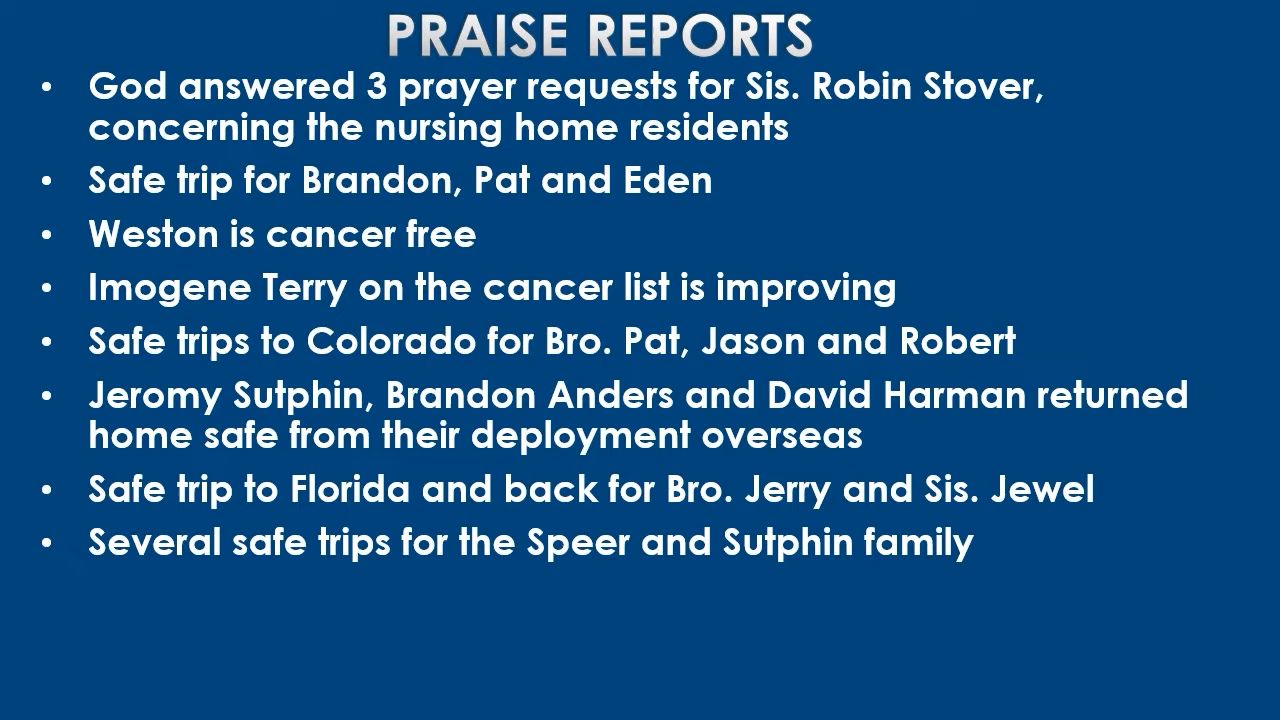 PRAISE REPORTS
• God answered 3 prayer requests for Sis. Robin Stover,
concerning the nursing home residents
• Safe trip for Brandon, Pat and Eden
• Weston is cancer free
• Imogene Terry on the cancer list is improving
• Safe trips to Colorado for Bro. Pat, Jason and Robert
• Jeromy Sutphin, Brandon Anders and David Harman returned
home safe from their deployment overseas
• Safe trip to Florida and back for Bro. Jerry and Sis. Jewel
• Several safe trips for the Speer and Sutphin family